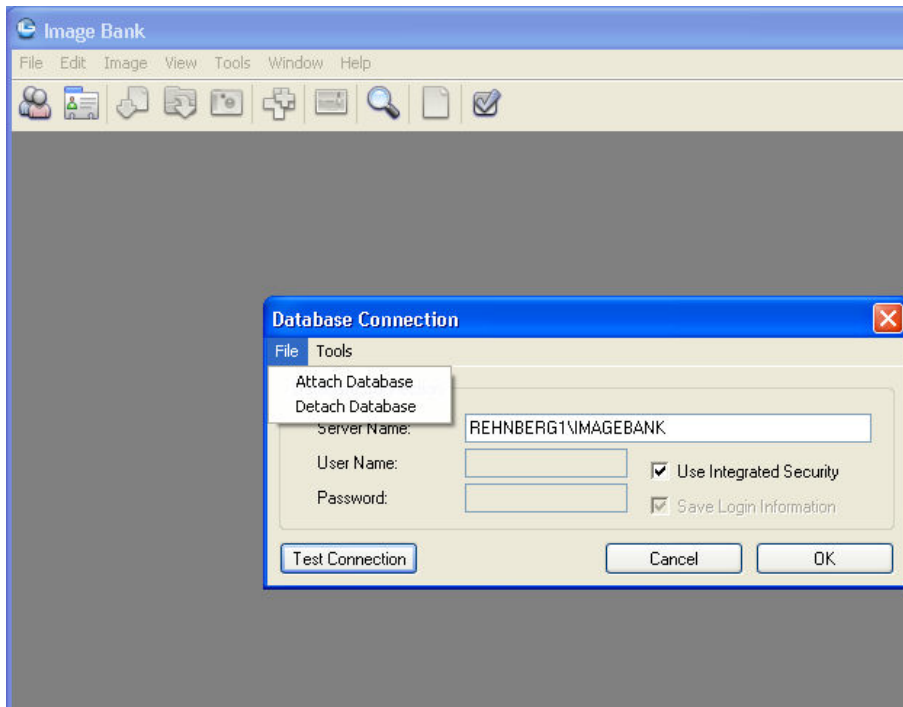 Image Bank
File Edit Image View Tools Window Help
Database Connection
File Tools
Attach Database
Detach Database
Server Name: REHNBERG1\IMAGEBANK
User Name: Use Integrated Security
Password: Save Login Information
Test Connection Cancel OK